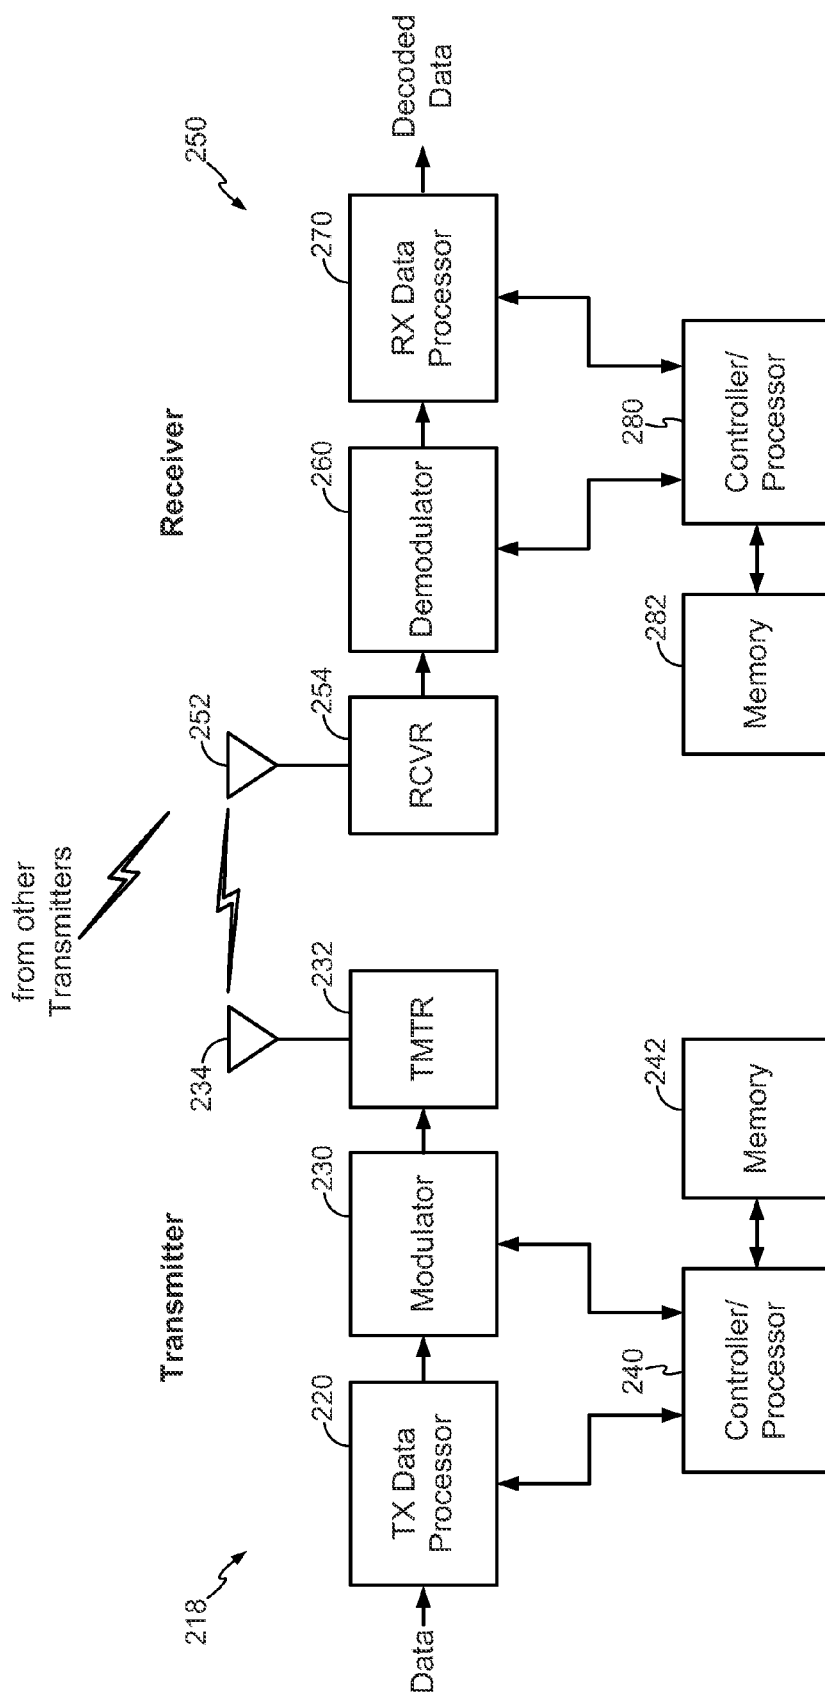 from other
Transmitters
Transmitter
Receiver
218
250
234
252
220
230
232
254
260
270
Data
TX Data
Processor
Modulator
TMTR
RCVR
Demodulator
RX Data
Processor
Decoded
Data
240
242
282
280
Controller/
Processor
Memory
Memory
Controller/
Processor